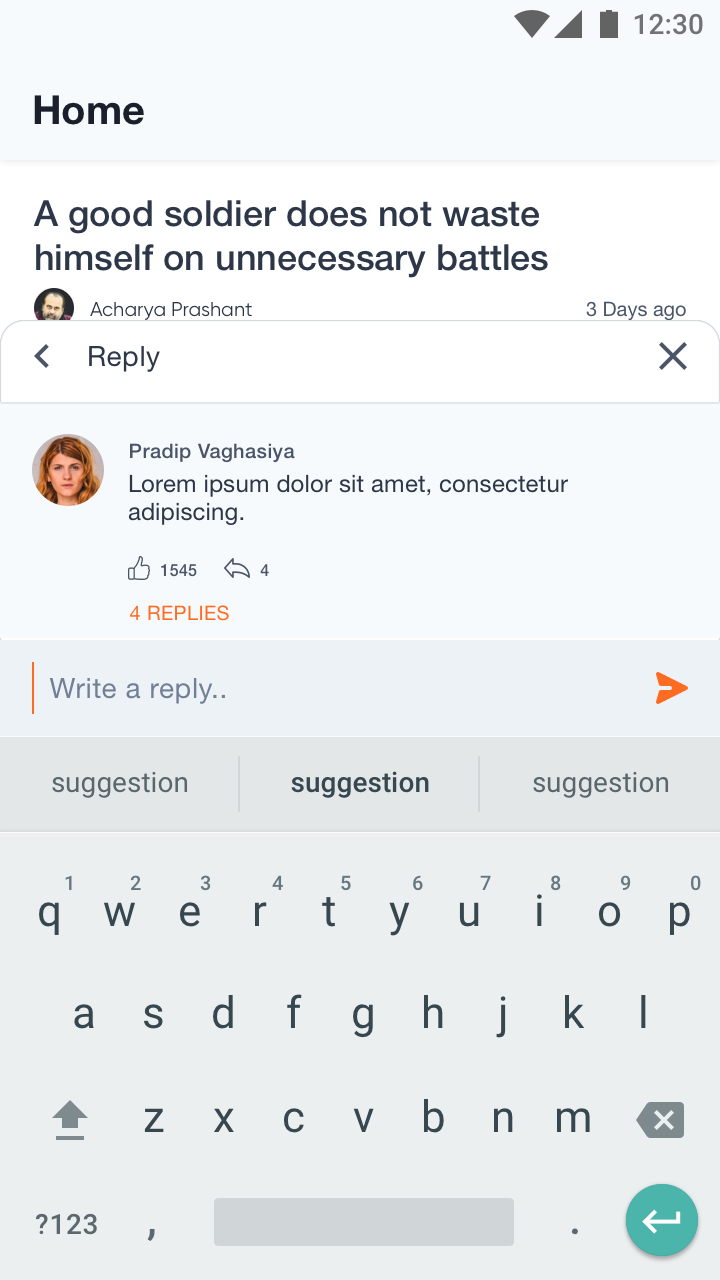 12:30
Home
A good soldier does not waste
himself on unnecessary battles
Acharya Prashant 3 Days ago
Reply
Pradip Vaghasiya
Lorem ipsum dolor sit amet, consectetur
adipiscing.
1545 4
4 REPLIES
Write a reply..
suggestion suggestion suggestion
1 2 3 4 5 6 7 8 9 0
q w e r t y u i o p
a s d f g h j k l
z x c v b n m
?123 , .